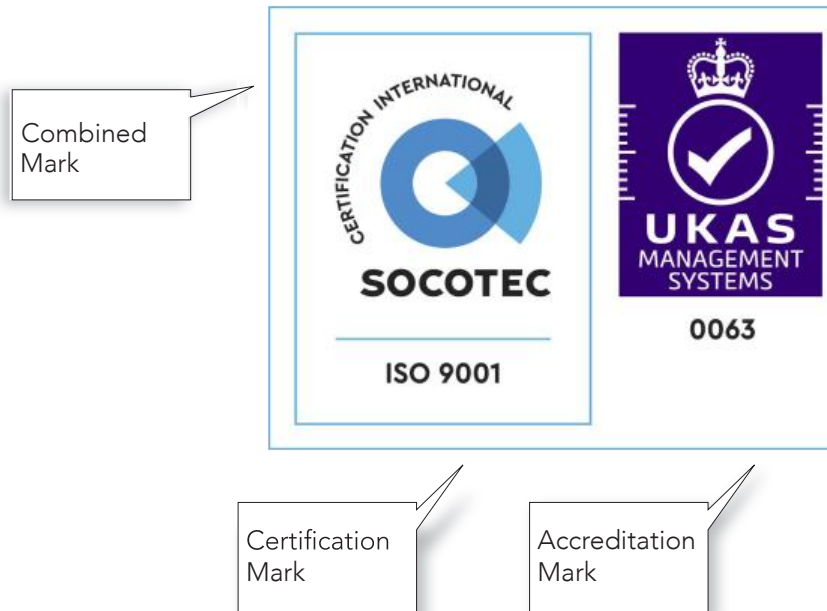 Combined
Mark
CERTIFICATION INTERNATIONAL
SOCOTEC
ISO 9001
UKAS
MANAGEMENT
SYSTEMS
0063
Certification
Mark
Accreditation
Mark